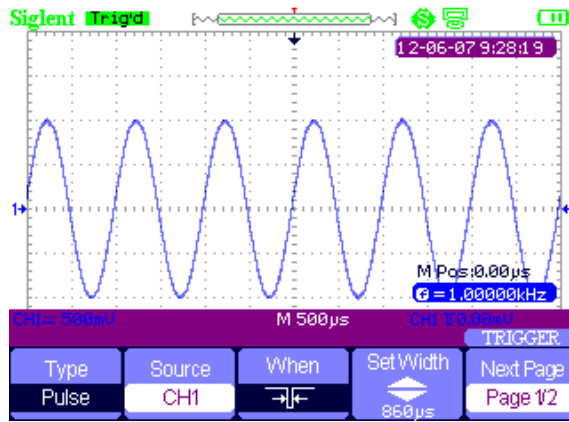 Siglent Trig'd
12-06-07 9:28:19
1
M Pos:0.00µs
f = 1.00000kHz
CH1= 500mV M 500µs CH1 0.00mV
TRIGGER
Type Source When Set Width Next Page
Pulse CH1 860µs Page 1/2